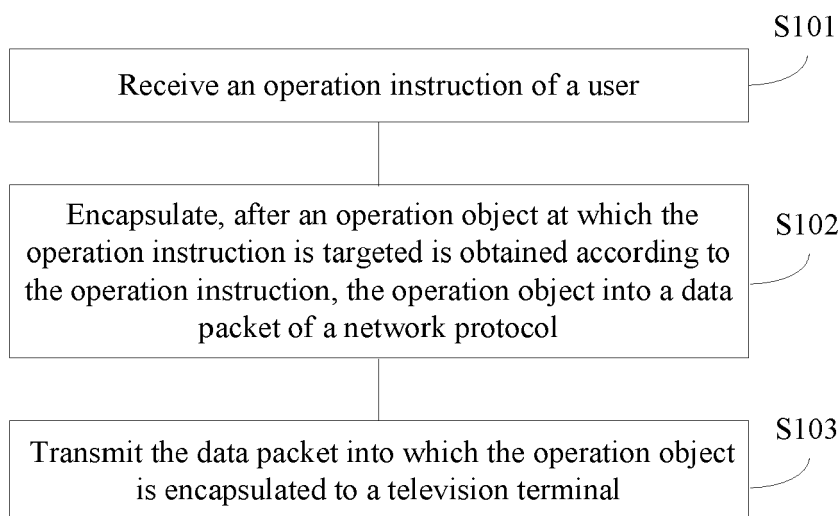 S101
Receive an operation instruction of a user
Encapsulate, after an operation object at which the
operation instruction is targeted is obtained according to
the operation instruction, the operation object into a data
packet of a network protocol
S102
Transmit the data packet into which the operation object
is encapsulated to a television terminal
S103